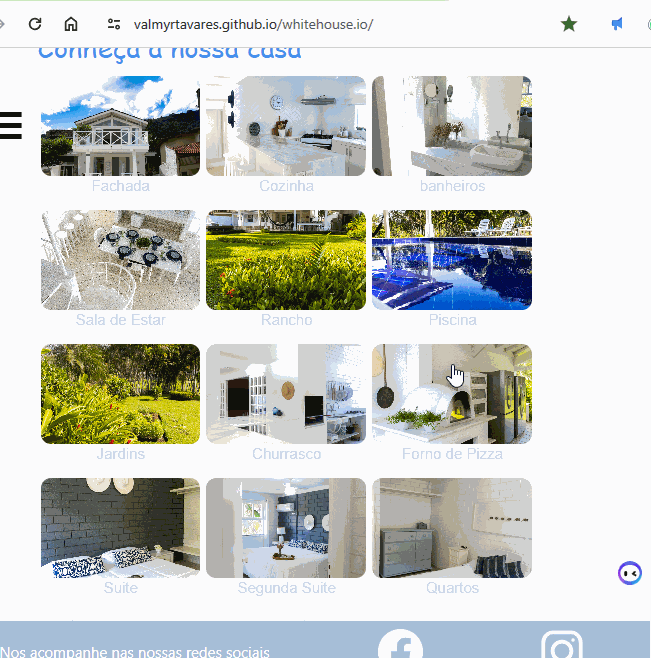 valmyrtavares.github.io/whitehouse.io/
Conheça a nossa casa
Fachada
Cozinha
banheiros
Sala de Estar
Rancho
Piscina
Jardins
Churrasco
Forno de Pizza
Suite
Segunda Suite
Quartos
Nos acompanhe nas nossas redes sociais